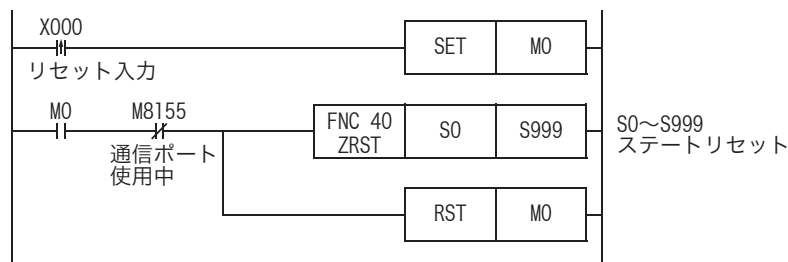 X000
SET M0
リセット入力
M0 M8155
FNC 40
ZRST
S0 S999
S0～S999
ステートリセット
通信ポート
使用中
RST M0